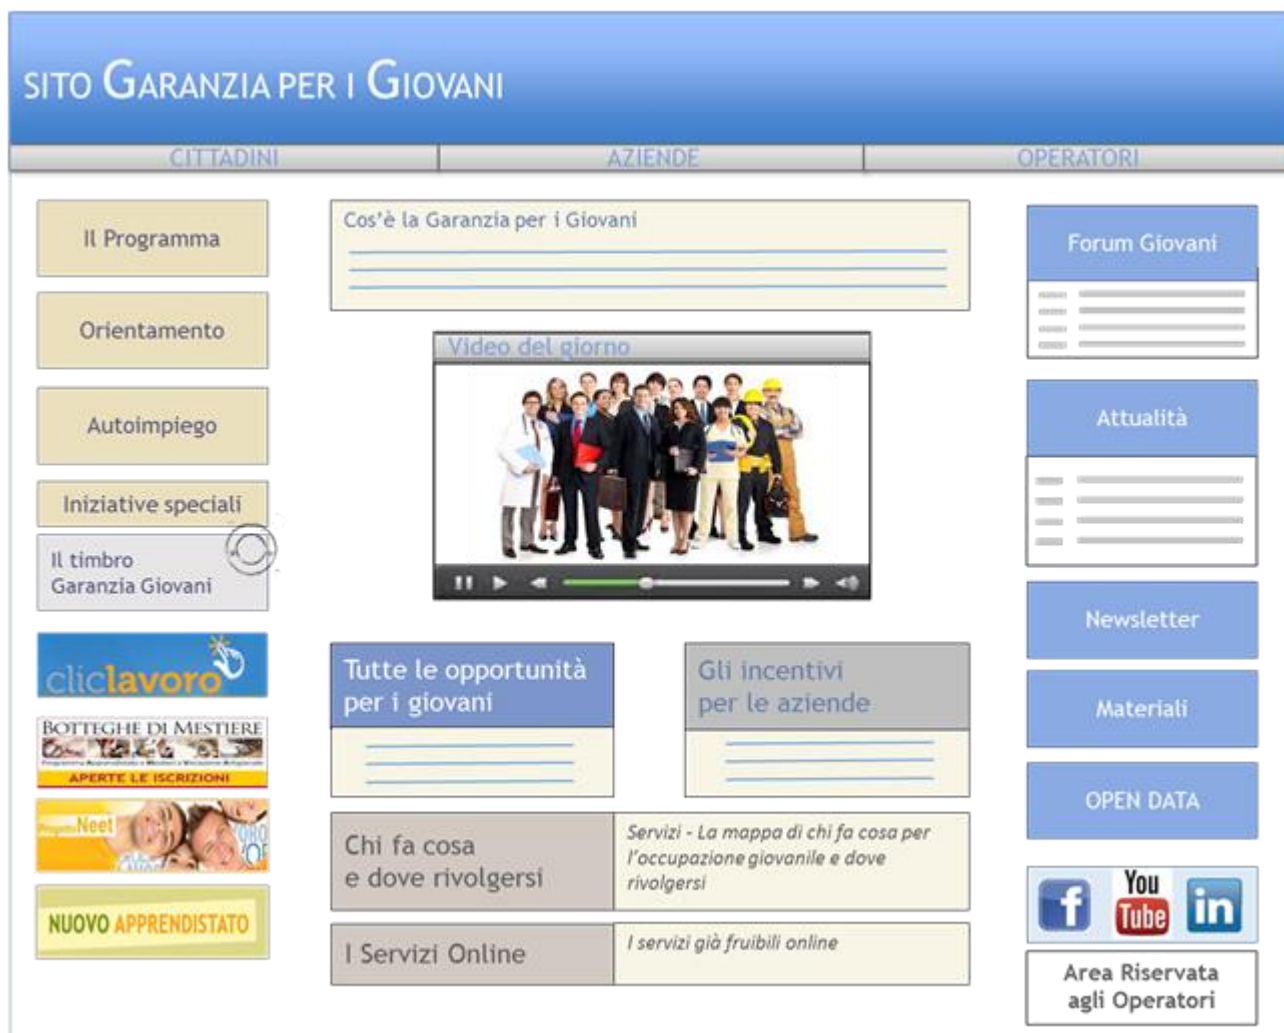 SITO GARANZIA PER I GIOVANI
CITTADINI
AZIENDE
OPERATORI
Il Programma
Orientamento
Autoimpiego
Iniziative speciali
Il timbro
Garanzia Giovani
cliclavoro
BOTTEGHE DI MESTIERE
APERTE LE ISCRIZIONI
Progetto Neet
NUOVO APPRENDISTATO
Cos'è la Garanzia per i Giovani
Video del giorno
Tutte le opportunità
per i giovani
Gli incentivi
per le aziende
Chi fa cosa
e dove rivolgersi
Servizi - La mappa di chi fa cosa per
l'occupazione giovanile e dove
rivolgersi
I Servizi Online
I servizi già fruibili online
Forum Giovani
Attualità
Newsletter
Materiali
OPEN DATA
f
You
Tube
in
Area Riservata
agli Operatori